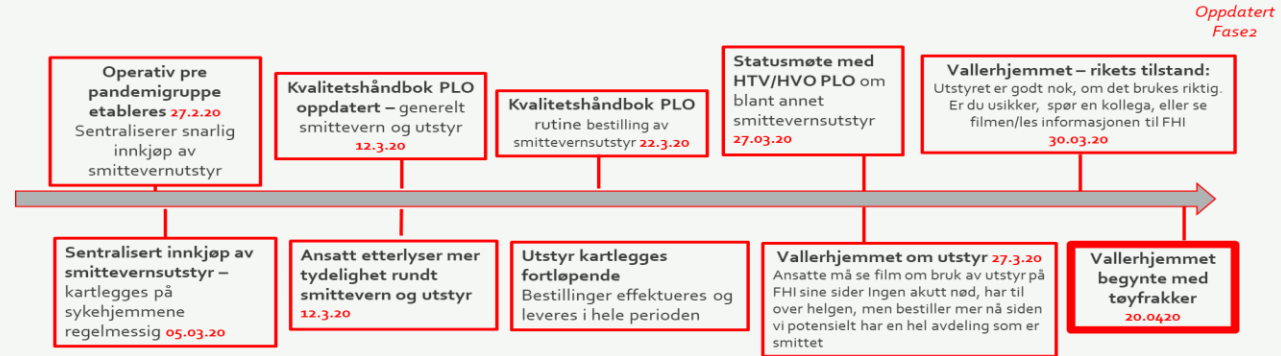 Oppdatert
Fase2
Operativ pre
pandemigruppe
etableres 27.2.20
Sentraliserer snarlig
innkjøp av
smittevernutstyr
Kvalitetshåndbok PLO
oppdatert – generelt
smittevern og utstyr
12.3.20
Kvalitetshåndbok PLO
rutine bestilling av
smittevernsutstyr 22.3.20
Statusmøte med
HTV/HVO PLO om
blant annet
smittevernsutstyr
27.03.20
Vallerhjemmet – rikets tilstand:
Utstyret er godt nok, om det brukes riktig.
Er du usikker, spør en kollega, eller se
filmen/les informasjonen til FHI
30.03.20
Sentralisert innkjøp av
smittevernsutstyr –
kartlegges på
sykehjemmene
regelmessig 05.03.20
Ansatt etterlyser mer
tydelighet rundt
smittevern og utstyr
12.3.20
Utstyr kartlegges
fortløpende
Bestillinger effektueres og
leveres i hele perioden
Vallerhjemmet om utstyr 27.3.20
Ansatte må se film om bruk av utstyr på
FHI sine sider Ingen akutt nød, har til
over helgen, men bestiller mer nå siden
vi potensielt har en hel avdeling som er
smittet
Vallerhjemmet
begynte med
tøyfrakker
20.0420